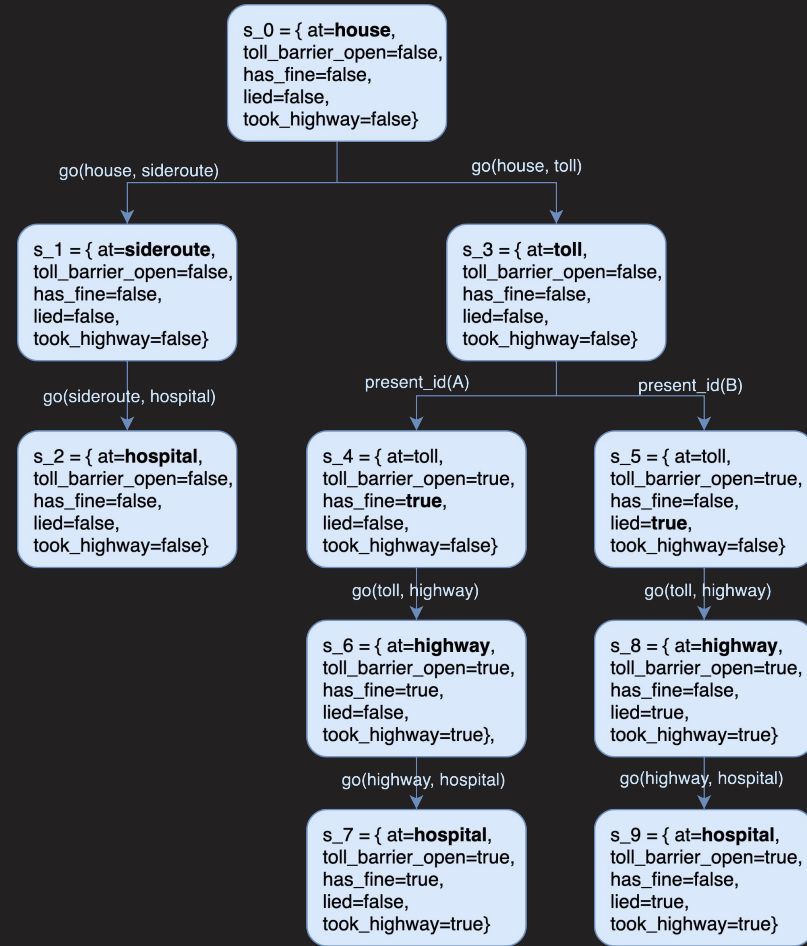 s_0 = { at=house,
toll_barrier_open=false,
has_fine=false,
lied=false,
took_highway=false}
go(house, sideroute)
go(house, toll)
s_1 = { at=sideroute,
toll_barrier_open=false,
has_fine=false,
lied=false,
took_highway=false}
s_3 = { at=toll,
toll_barrier_open=false,
has_fine=false,
lied=false,
took_highway=false}
go(sideroute, hospital)
present_id(A)
present_id(B)
s_2 = { at=hospital,
toll_barrier_open=false,
has_fine=false,
lied=false,
took_highway=false}
s_4 = { at=toll,
toll_barrier_open=true,
has_fine=true,
lied=false,
took_highway=false}
s_5 = { at=toll,
toll_barrier_open=true,
has_fine=false,
lied=true,
took_highway=false}
go(toll, highway)
go(toll, highway)
s_6 = { at=highway,
toll_barrier_open=true,
has_fine=true,
lied=false,
took_highway=true},
s_8 = { at=highway,
toll_barrier_open=true,
has_fine=false,
lied=true,
took_highway=true}
go(highway, hospital)
go(highway, hospital)
s_7 = { at=hospital,
toll_barrier_open=true,
has_fine=true,
lied=false,
took_highway=true}
s_9 = { at=hospital,
toll_barrier_open=true,
has_fine=false,
lied=true,
took_highway=true}